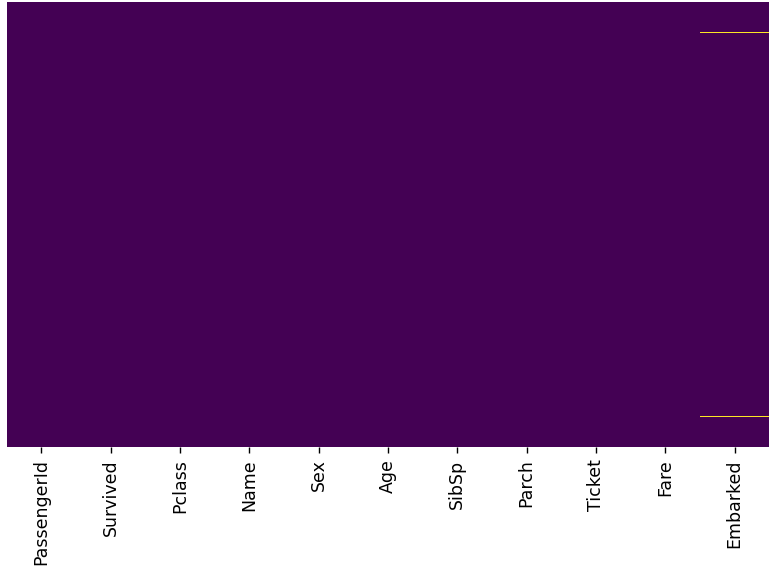 PassengerId
Survived
Pclass
Name
Sex
Age
SibSp
Parch
Ticket
Fare
Embarked